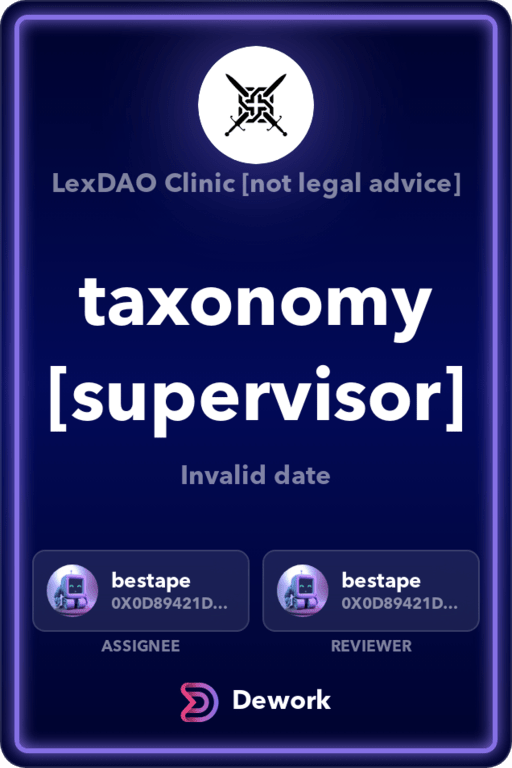 LexDAO Clinic [not legal advice]
taxonomy
[supervisor]
Invalid date
bestape
0X0D89421D...
bestape
0X0D89421D...
ASSIGNEE
REVIEWER
Dework